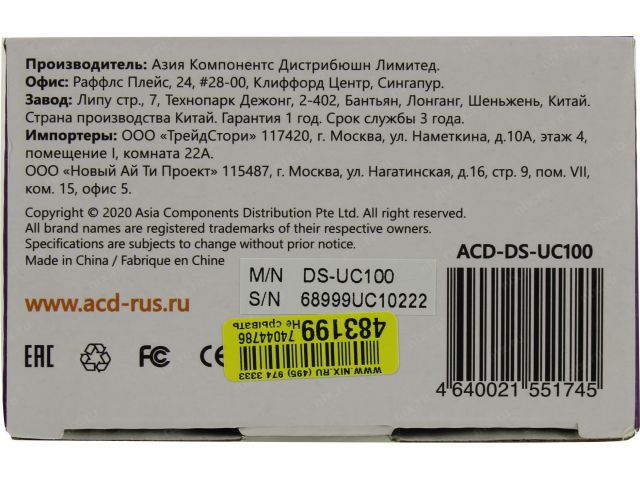 Производитель: Азия Компонентс Дистрибьюшн Лимитед.
Офис: Раффлс Плейс, 24, #28-00, Клиффорд Центр, Сингапур.
Завод: Липу стр., 7, Технопарк Дежонг, 2-402, Бантьян, Лонганг, Шеньжень, Китай.
Страна производства Китай. Гарантия 1 год. Срок службы 3 года.
Импортеры: ООО «ТрейдСтори» 117420, г. Москва, ул. Наметкина, д.10А, этаж 4,
помещение I, комната 22А.
ООО «Новый Ай Ти Проект» 115487, г. Москва, ул. Нагатинская, д.16, стр. 9, пом. VII,
ком. 15, офис 5.
Copyright © 2020 Asia Components Distribution Pte Ltd. All right reserved.
All brand names are registered trademarks of their respective owners.
Specifications are subjects to change without prior notice.
Made in China / Fabrique en Chine
ACD-DS-UC100
M/N DS-UC100
S/N 68999UC10222
www.acd-rus.ru
EAC
FC
CE
WWW.NIX.RU (495) 974 3333
74044786
Не срывать
483199
4 640021 551745